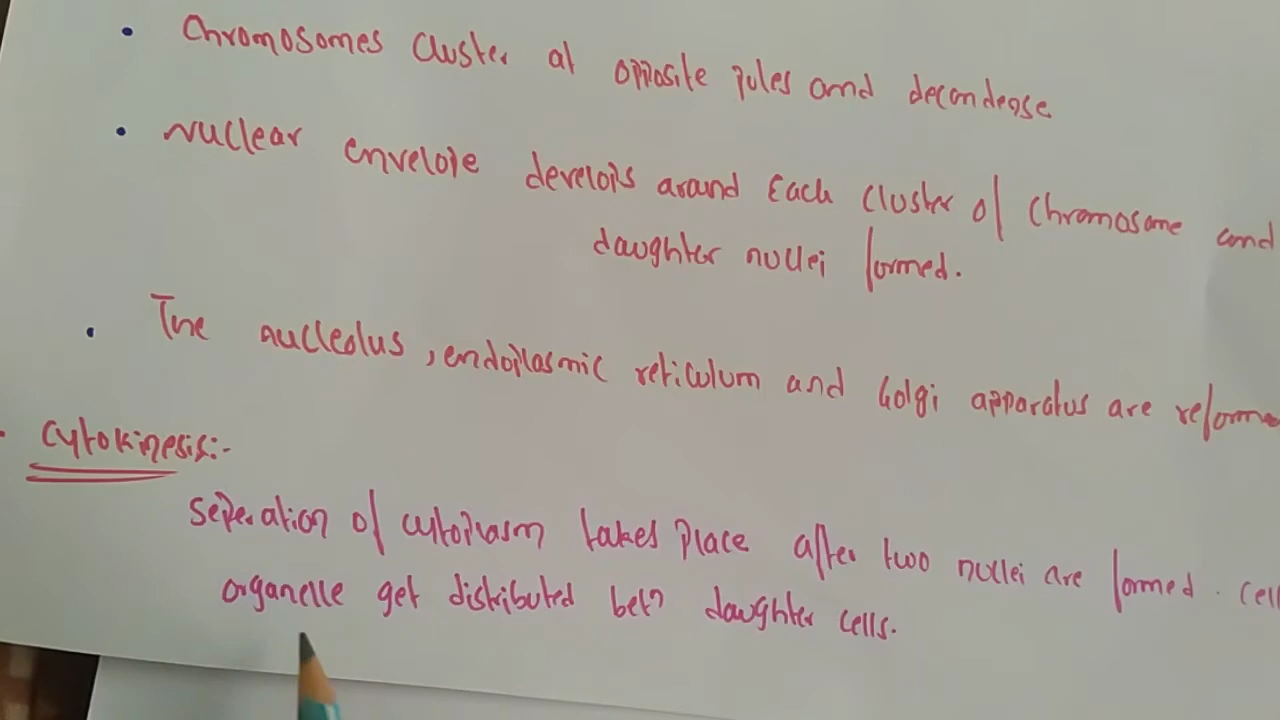 Chromosomes cluster at opposite poles and decondense
Nuclear envelope develops around Each cluster of chromosome and
daughter nuclei formed.
The nucleolus, endoplasmic reticulum and Golgi apparatus are reforme
Cytokinesis:-
Seperation of cytoplasm takes place after two nuclei are formed. cell
organelle get distributed betn daughter cells.